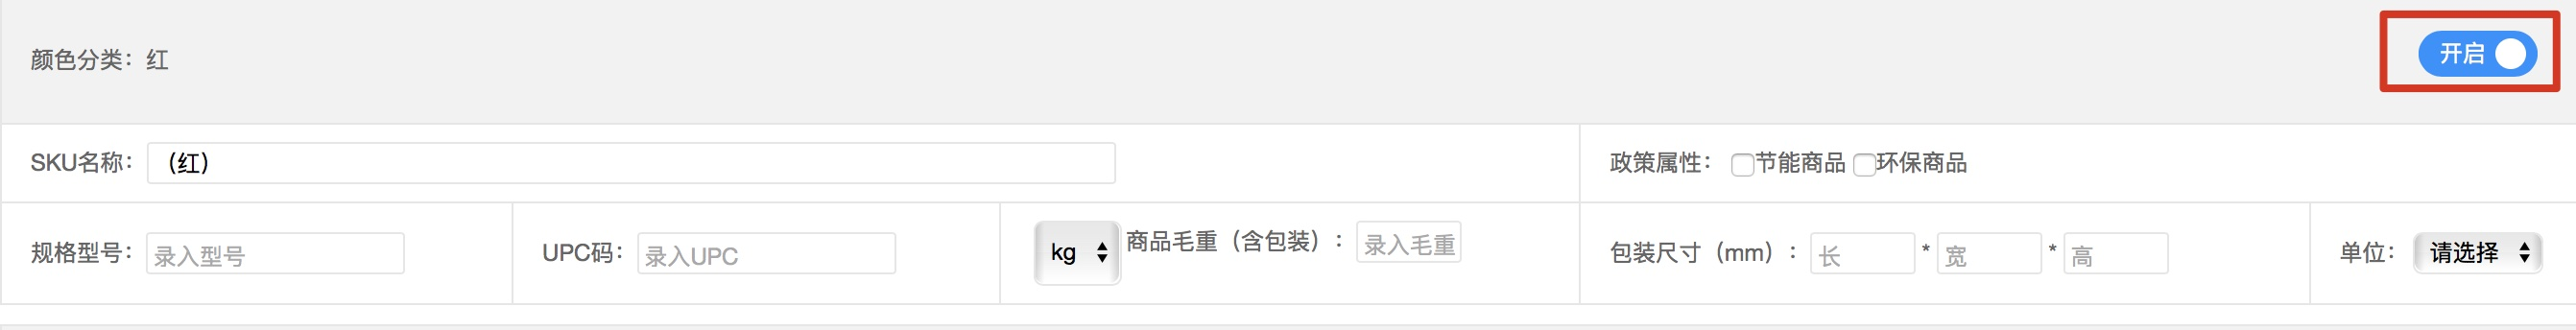 颜色分类：红
开启
SKU名称：（红）
政策属性：节能商品 环保商品
规格型号：录入型号 UPC码：录入UPC kg 商品毛重（含包装）：录入毛重 包装尺寸（mm）：长 * 宽 * 高 单位：请选择